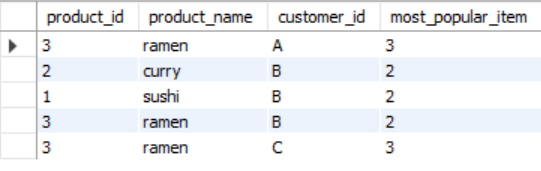 product_id product_name customer_id most_popular_item
3 ramen A 3
2 curry B 2
1 sushi B 2
3 ramen B 2
3 ramen C 3